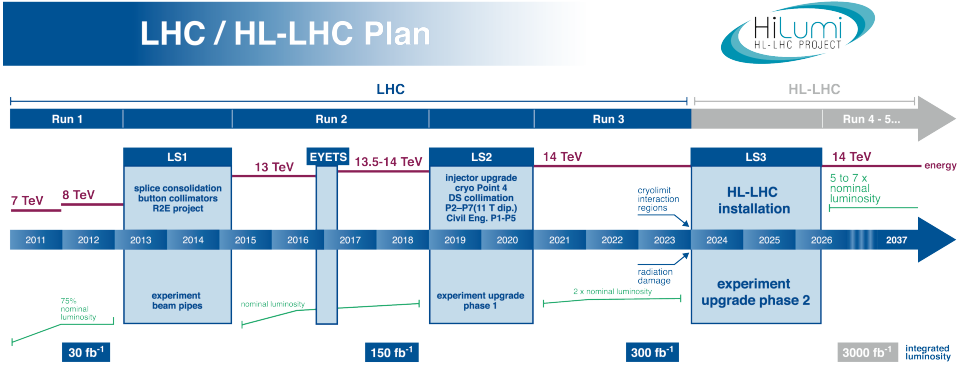 LHC / HL-LHC Plan
HiLumi
HL-LHC PROJECT
LHC
HL-LHC
Run 1
Run 2
Run 3
Run 4 - 5...
LS1
EYETS
LS2
LS3
7 TeV
8 TeV
13 TeV
13.5-14 TeV
14 TeV
14 TeV
energy
splice consolidation
button collimators
R2E project
injector upgrade
cryo Point 4
DS collimation
P2–P7(11 T dip.)
Civil Eng. P1-P5
cryolimit
interaction
regions
HL-LHC
installation
5 to 7 x
nominal
luminosity
2011
2012
2013
2014
2015
2016
2017
2018
2019
2020
2021
2022
2023
2024
2025
2026
2037
75%
nominal
luminosity
experiment
beam pipes
nominal luminosity
experiment upgrade
phase 1
2 x nominal luminosity
radiation
damage
experiment
upgrade phase 2
30 fb⁻¹
150 fb⁻¹
300 fb⁻¹
3000 fb⁻¹
integrated
luminosity